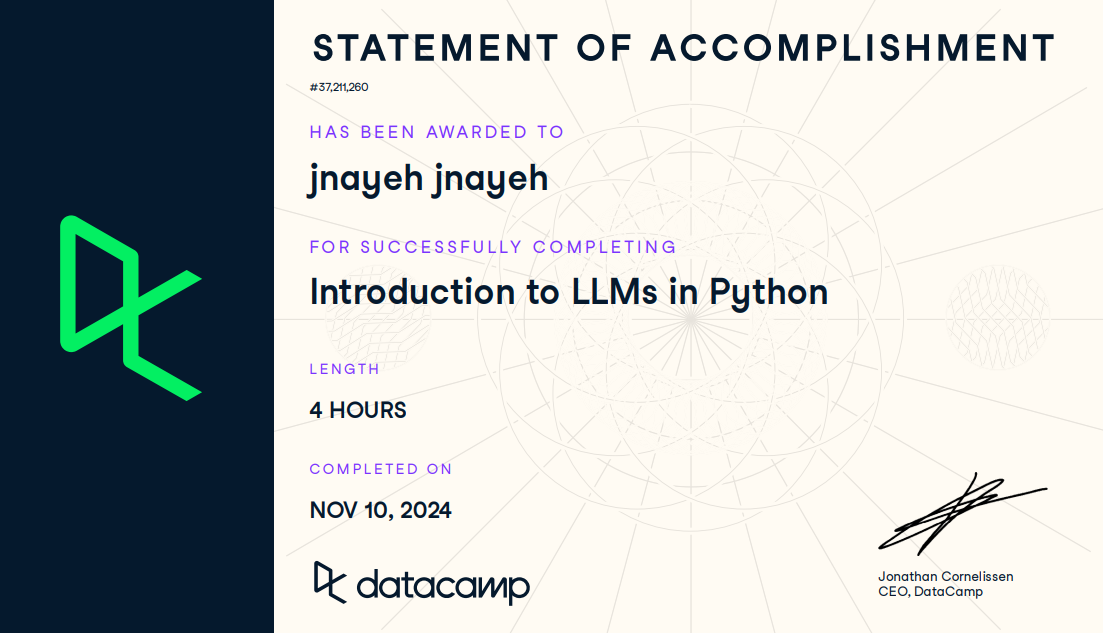 STATEMENT OF ACCOMPLISHMENT
#37,211,260
HAS BEEN AWARDED TO
jnayeh jnayeh
FOR SUCCESSFULLY COMPLETING
Introduction to LLMs in Python
LENGTH
4 HOURS
COMPLETED ON
NOV 10, 2024
datacamp
Jonathan Cornelissen
CEO, DataCamp